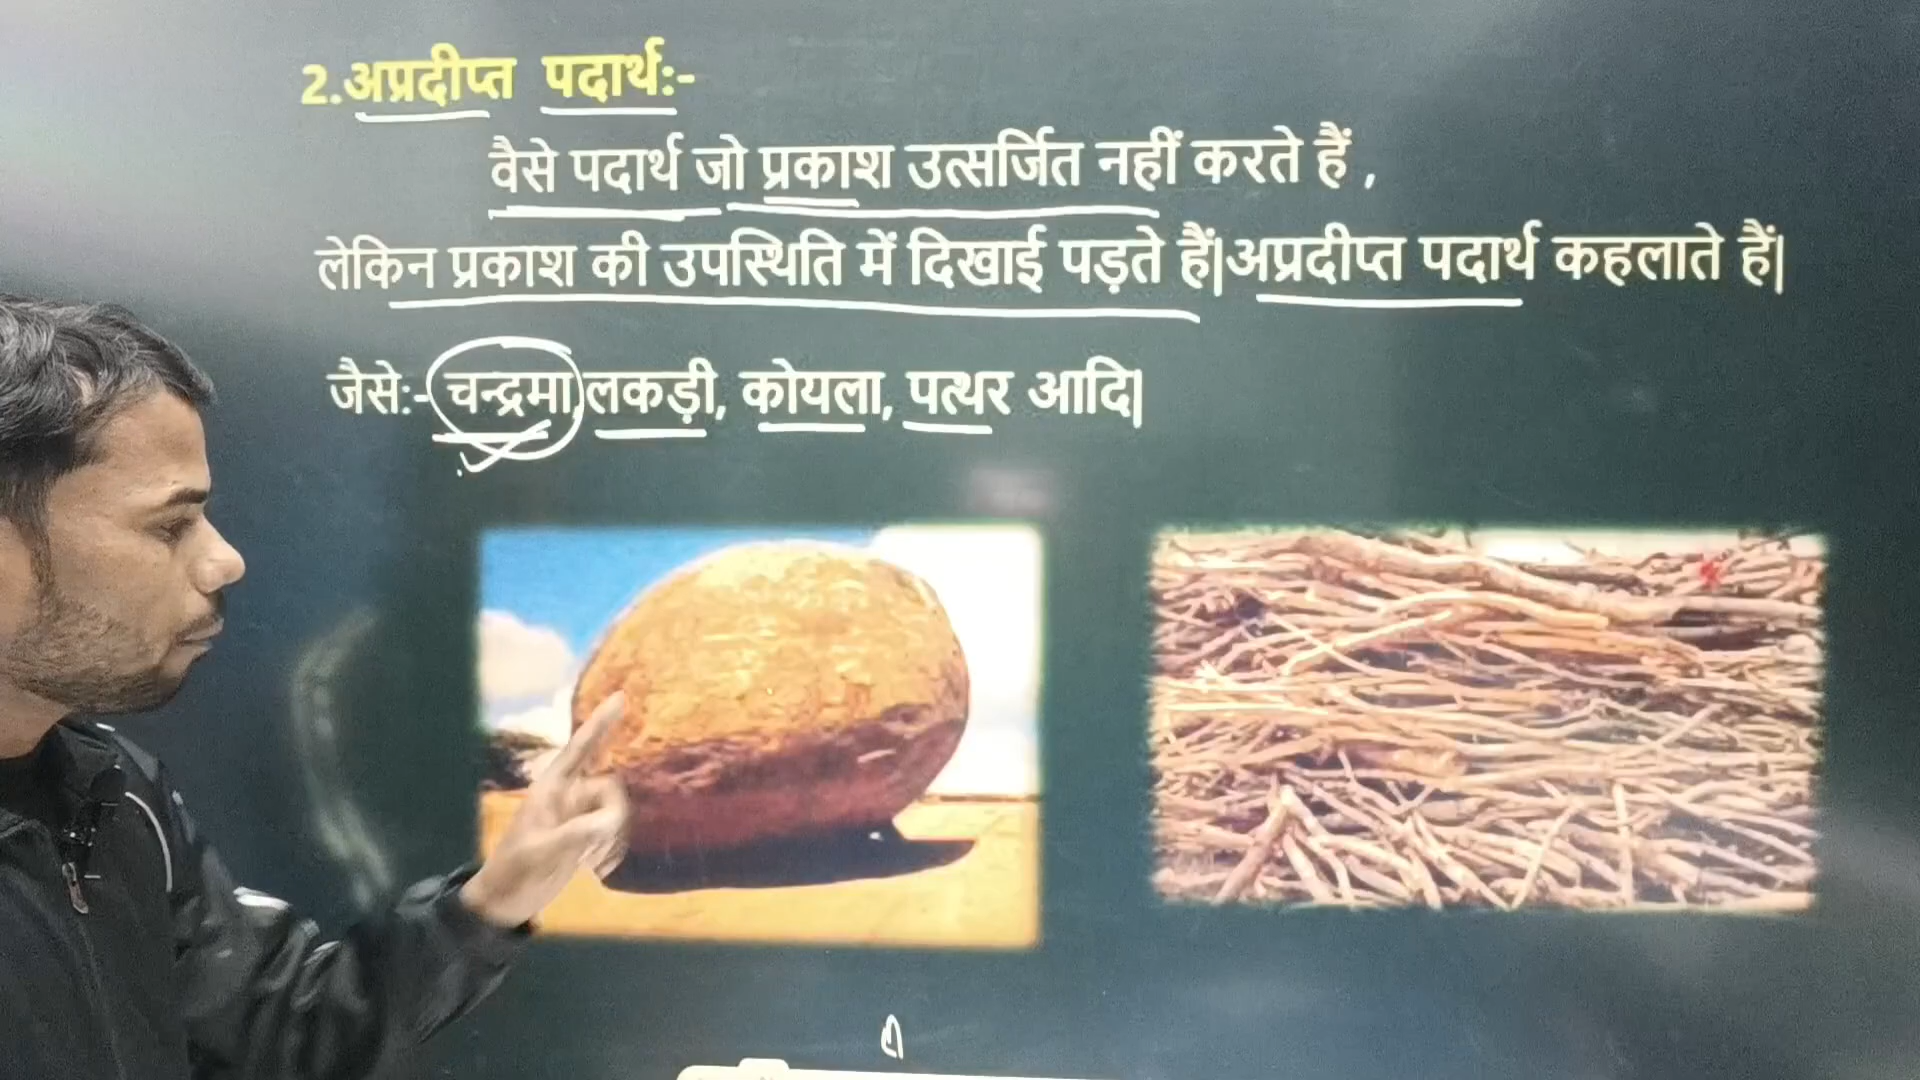 2.अप्रदीप्त पदार्थ:-
वैसे पदार्थ जो प्रकाश उत्सर्जित नहीं करते हैं ,
लेकिन प्रकाश की उपस्थिति में दिखाई पड़ते हैं|अप्रदीप्त पदार्थ कहलाते हैं|
जैसे:- चन्द्रमा,लकड़ी, कोयला, पत्थर आदि|